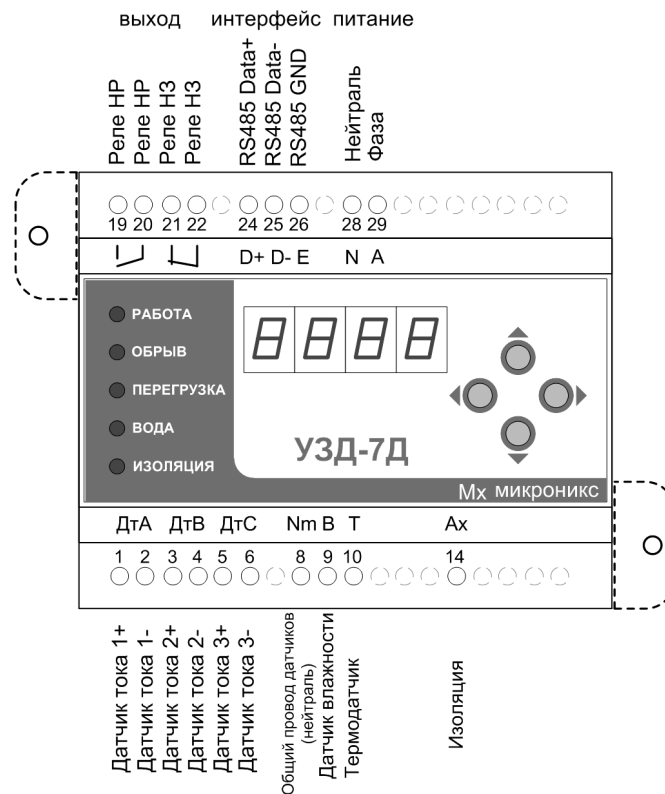 выход интерфейс питание
Реле НР
Реле НР
Реле НЗ
Реле НЗ
RS485 Data+
RS485 Data-
RS485 GND
Нейтраль
Фаза
19 20 21 22 24 25 26 28 29
D+ D- E N A
РАБОТА
ОБРЫВ
ПЕРЕГРУЗКА
ВОДА
ИЗОЛЯЦИЯ
8888
УЗД-7Д
Мх микроникс
ДтА ДтВ ДтС Nm В Т Ах
1 2 3 4 5 6 8 9 10 14
Датчик тока 1+
Датчик тока 1-
Датчик тока 2+
Датчик тока 2-
Датчик тока 3+
Датчик тока 3-
Общий провод датчиков
(нейтраль)
Датчик влажности
Термодатчик
Изоляция